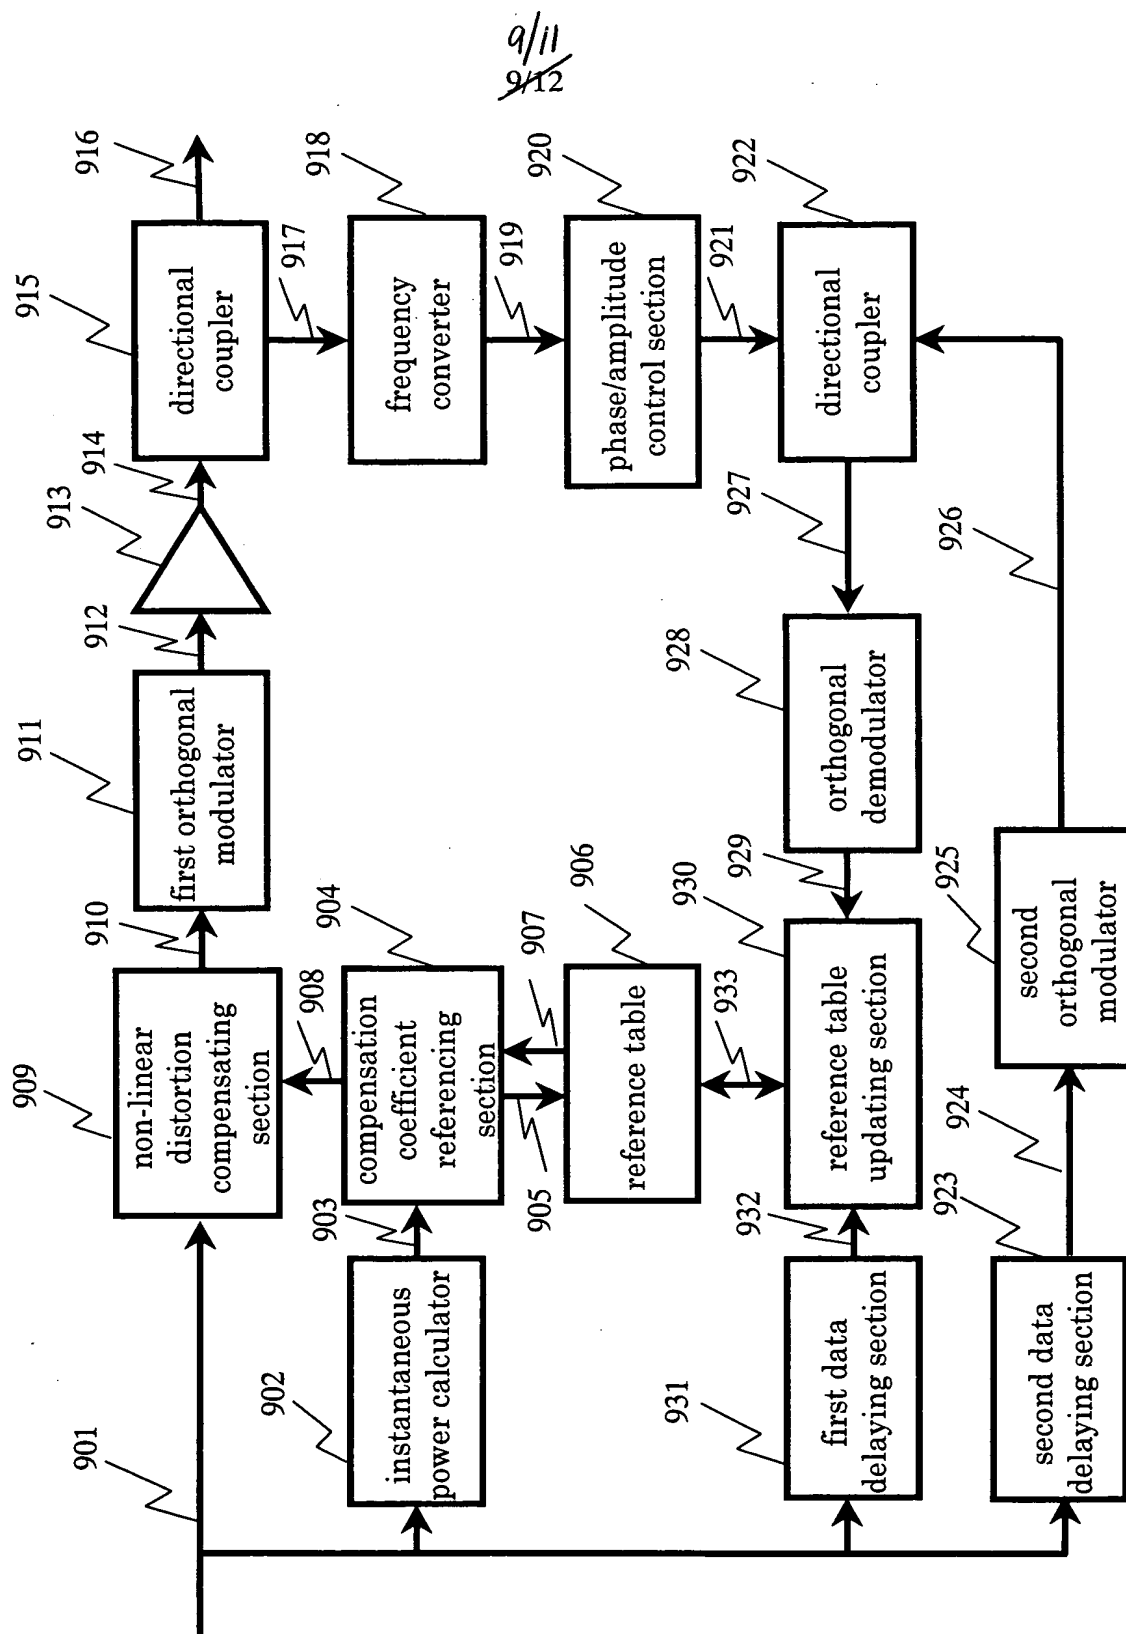 9/11
9/12
901
902
instantaneous
power calculator
903
904
compensation
coefficient
referencing
section
905
906
reference table
907
908
909
non-linear
distortion
compensating
section
910
911
first orthogonal
modulator
912
913
914
915
directional
coupler
916
917
918
frequency
converter
919
920
phase/amplitude
control section
921
922
directional
coupler
923
second data
delaying section
924
925
second
orthogonal
modulator
926
927
928
orthogonal
demodulator
929
930
reference table
updating section
931
first data
delaying section
932
933